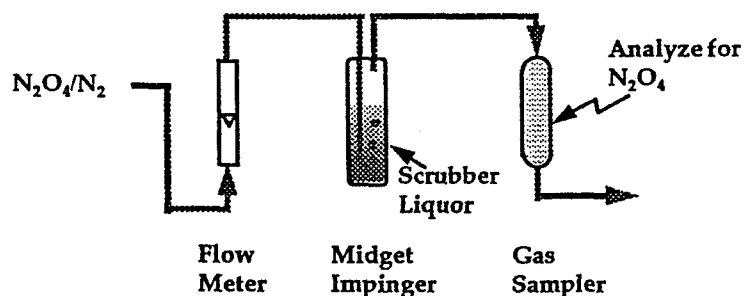 N₂O₄/N₂
Analyze for
N₂O₄
Scrubber
Liquor
Flow
Meter
Midget
Impinger
Gas
Sampler